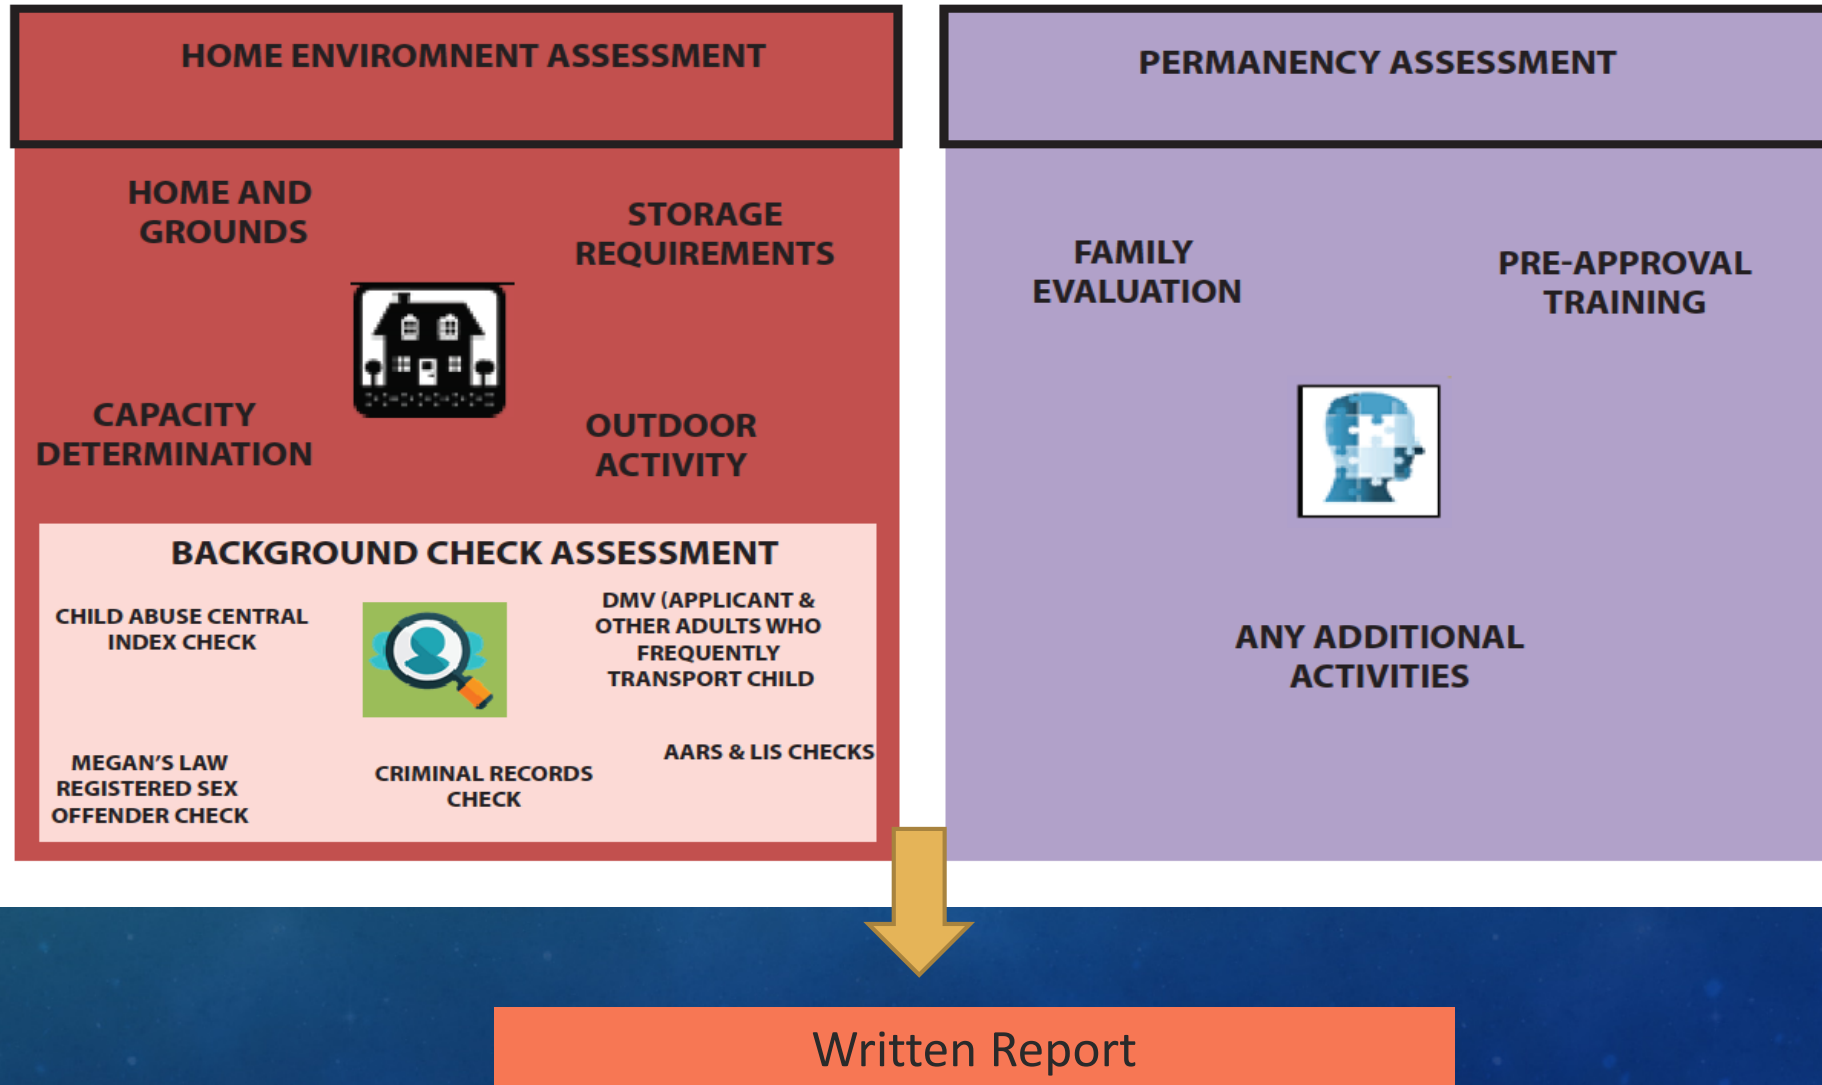 HOME ENVIROMNENT ASSESSMENT
HOME AND
GROUNDS
STORAGE
REQUIREMENTS
CAPACITY
DETERMINATION
OUTDOOR
ACTIVITY
BACKGROUND CHECK ASSESSMENT
CHILD ABUSE CENTRAL
INDEX CHECK
DMV (APPLICANT &
OTHER ADULTS WHO
FREQUENTLY
TRANSPORT CHILD
MEGAN'S LAW
REGISTERED SEX
OFFENDER CHECK
CRIMINAL RECORDS
CHECK
AARS & LIS CHECKS
PERMANENCY ASSESSMENT
FAMILY
EVALUATION
PRE-APPROVAL
TRAINING
ANY ADDITIONAL
ACTIVITIES
Written Report